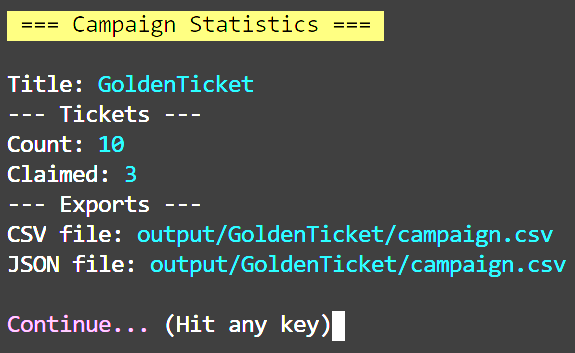 === Campaign Statistics ===
Title: GoldenTicket
--- Tickets ---
Count: 10
Claimed: 3
--- Exports ---
CSV file: output/GoldenTicket/campaign.csv
JSON file: output/GoldenTicket/campaign.csv
Continue... (Hit any key)